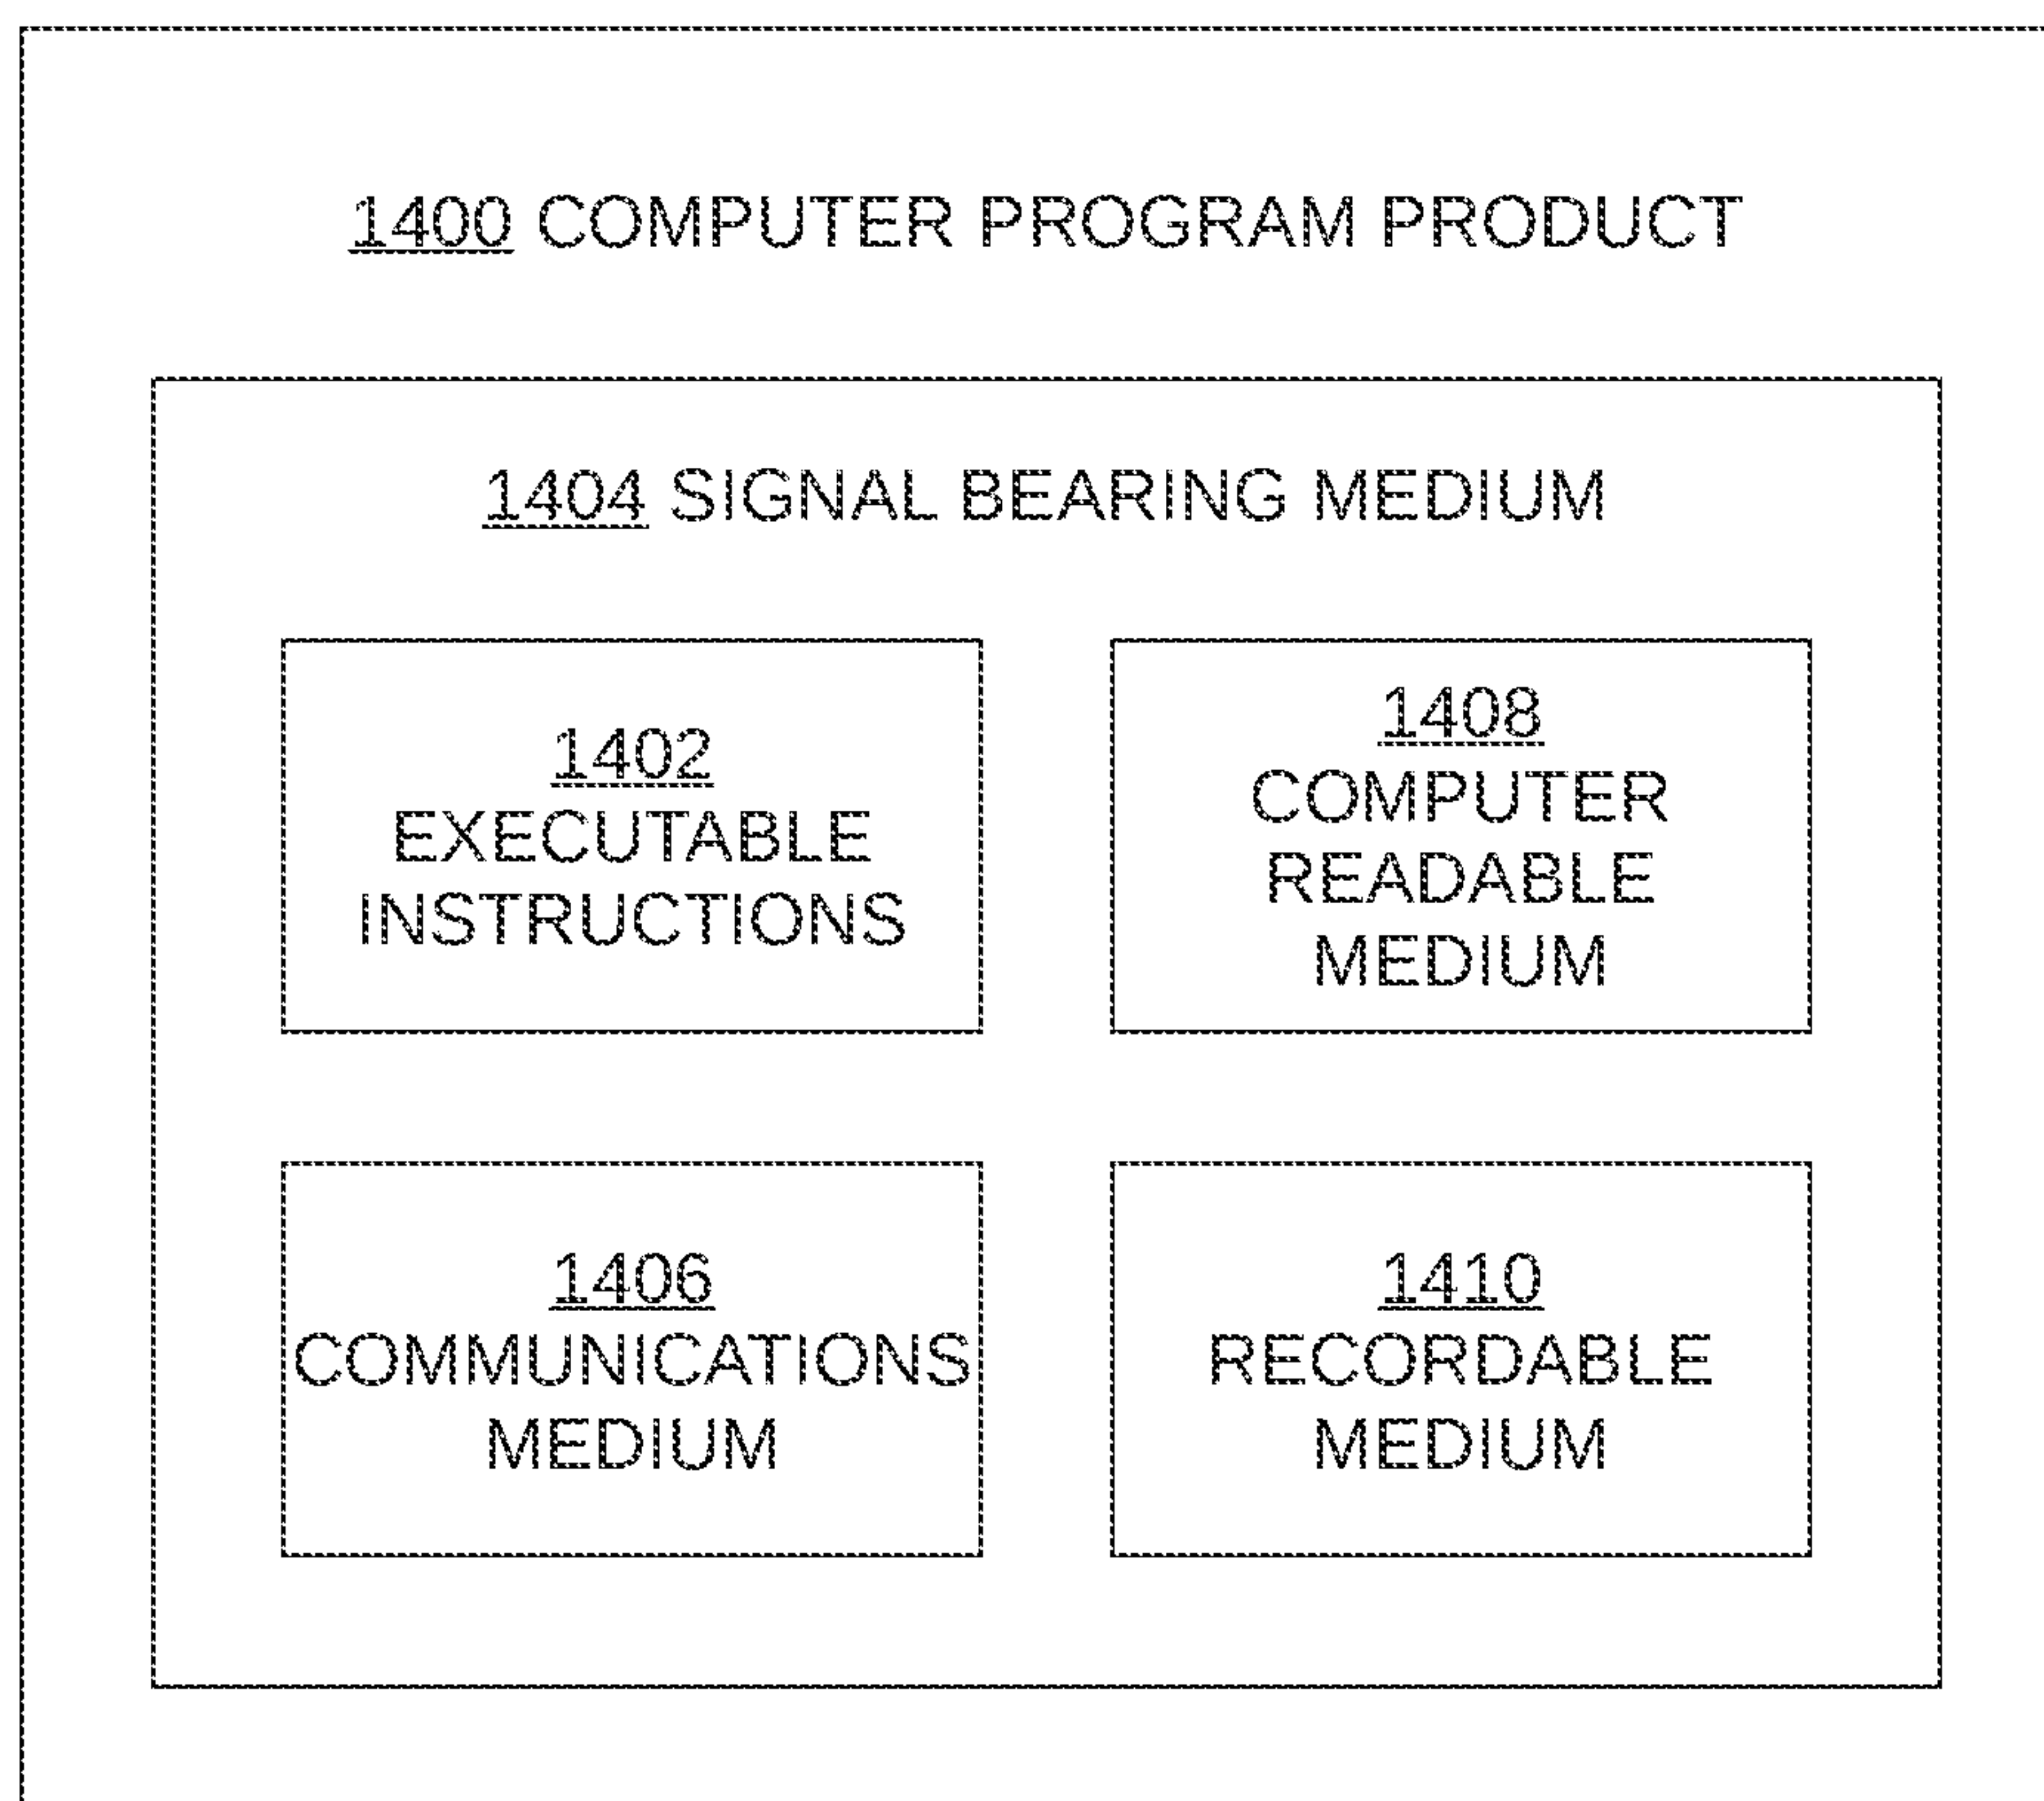 1400 COMPUTER PROGRAM PRODUCT
1404 SIGNAL BEARING MEDIUM
1402
EXECUTABLE
INSTRUCTIONS
1408
COMPUTER
READABLE
MEDIUM
1406
COMMUNICATIONS
MEDIUM
1410
RECORDABLE
MEDIUM